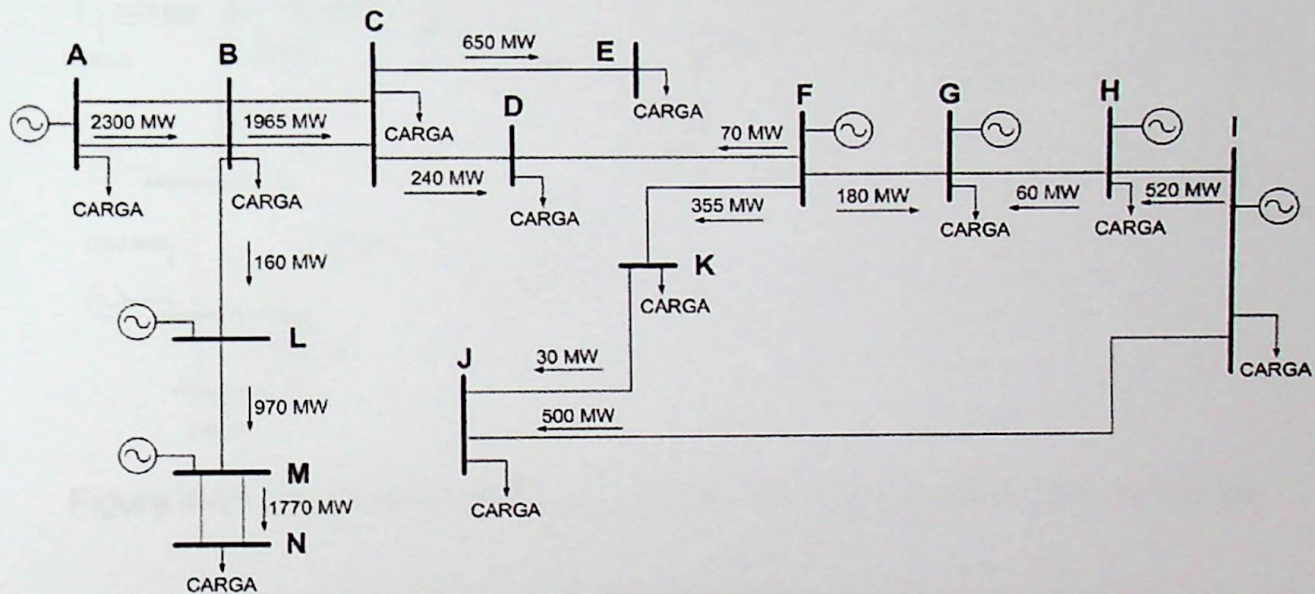 C
650 MW
E
A
B
CARGA
F
G
H
I
2300 MW
1965 MW
CARGA
D
70 MW
CARGA
CARGA
240 MW
CARGA
355 MW
180 MW
CARGA
60 MW
CARGA
520 MW
160 MW
K
CARGA
L
J
30 MW
CARGA
970 MW
500 MW
M
1770 MW
CARGA
N
CARGA
Figure